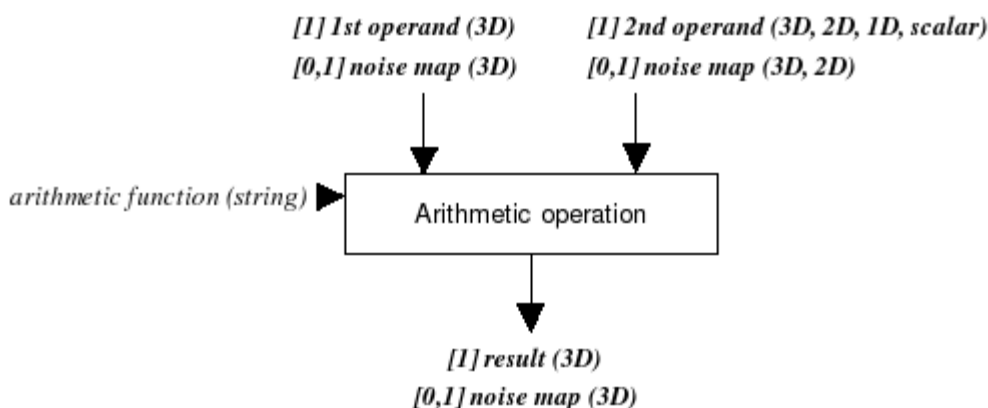 [1] 1st operand (3D)
[0,1] noise map (3D)
[1] 2nd operand (3D, 2D, 1D, scalar)
[0,1] noise map (3D, 2D)
arithmetic function (string)
Arithmetic operation
[1] result (3D)
[0,1] noise map (3D)